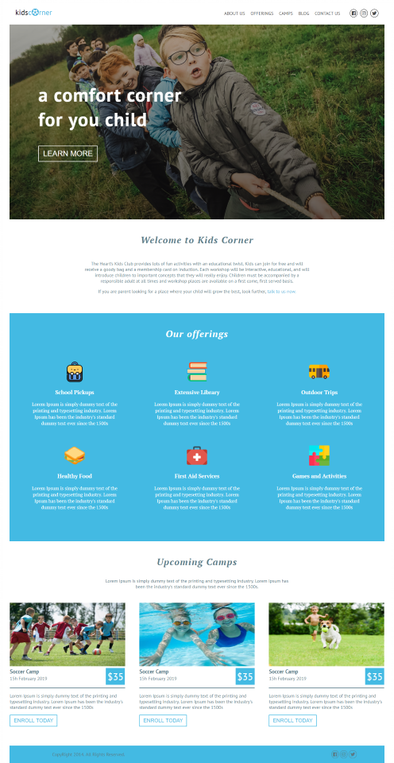 kidscorner
ABOUT US OFFERINGS CAMPS BLOG CONTACT US
a comfort corner
for you child
LEARN MORE
Welcome to Kids Corner
The Heart's Kids Club provides lots of fun activities with an educational twist. Kids can join for free and will
receive a goody bag and a membership card on induction. Each workshop will be interactive, educational, and will
introduce children to important concepts that they will really enjoy. Children must be accompanied by a
responsible adult at all times and workshop places are available on a first come, first served basis.
If you are parent looking for a place where your child will grow the best, look further, talk to us now.
Our offerings
School Pickups
Lorem Ipsum is simply dummy text of the
printing and typesetting industry. Lorem
Ipsum has been the industry's standard
dummy text ever since the 1500s
Extensive Library
Lorem Ipsum is simply dummy text of the
printing and typesetting industry. Lorem
Ipsum has been the industry's standard
dummy text ever since the 1500s
Outdoor Trips
Lorem Ipsum is simply dummy text of the
printing and typesetting industry. Lorem
Ipsum has been the industry's standard
dummy text ever since the 1500s
Healthy Food
Lorem Ipsum is simply dummy text of the
printing and typesetting industry. Lorem
Ipsum has been the industry's standard
dummy text ever since the 1500s
First Aid Services
Lorem Ipsum is simply dummy text of the
printing and typesetting industry. Lorem
Ipsum has been the industry's standard
dummy text ever since the 1500s
Games and Activities
Lorem Ipsum is simply dummy text of the
printing and typesetting industry. Lorem
Ipsum has been the industry's standard
dummy text ever since the 1500s
Upcoming Camps
Lorem Ipsum is simply dummy text of the printing and typesetting industry. Lorem Ipsum has
been the industry's standard dummy text ever since the 1500s.
Soccer Camp
11th February 2019
$35
Lorem Ipsum is simply dummy text of the printing and
typesetting industry. Lorem Ipsum has been the industry's
standard dummy text ever since the 1500s
ENROLL TODAY
Soccer Camp
11th February 2019
$35
Lorem Ipsum is simply dummy text of the printing and
typesetting industry. Lorem Ipsum has been the industry's
standard dummy text ever since the 1500s
ENROLL TODAY
Soccer Camp
11th February 2019
$35
Lorem Ipsum is simply dummy text of the printing and
typesetting industry. Lorem Ipsum has been the industry's
standard dummy text ever since the 1500s
ENROLL TODAY
All Rights Reserved